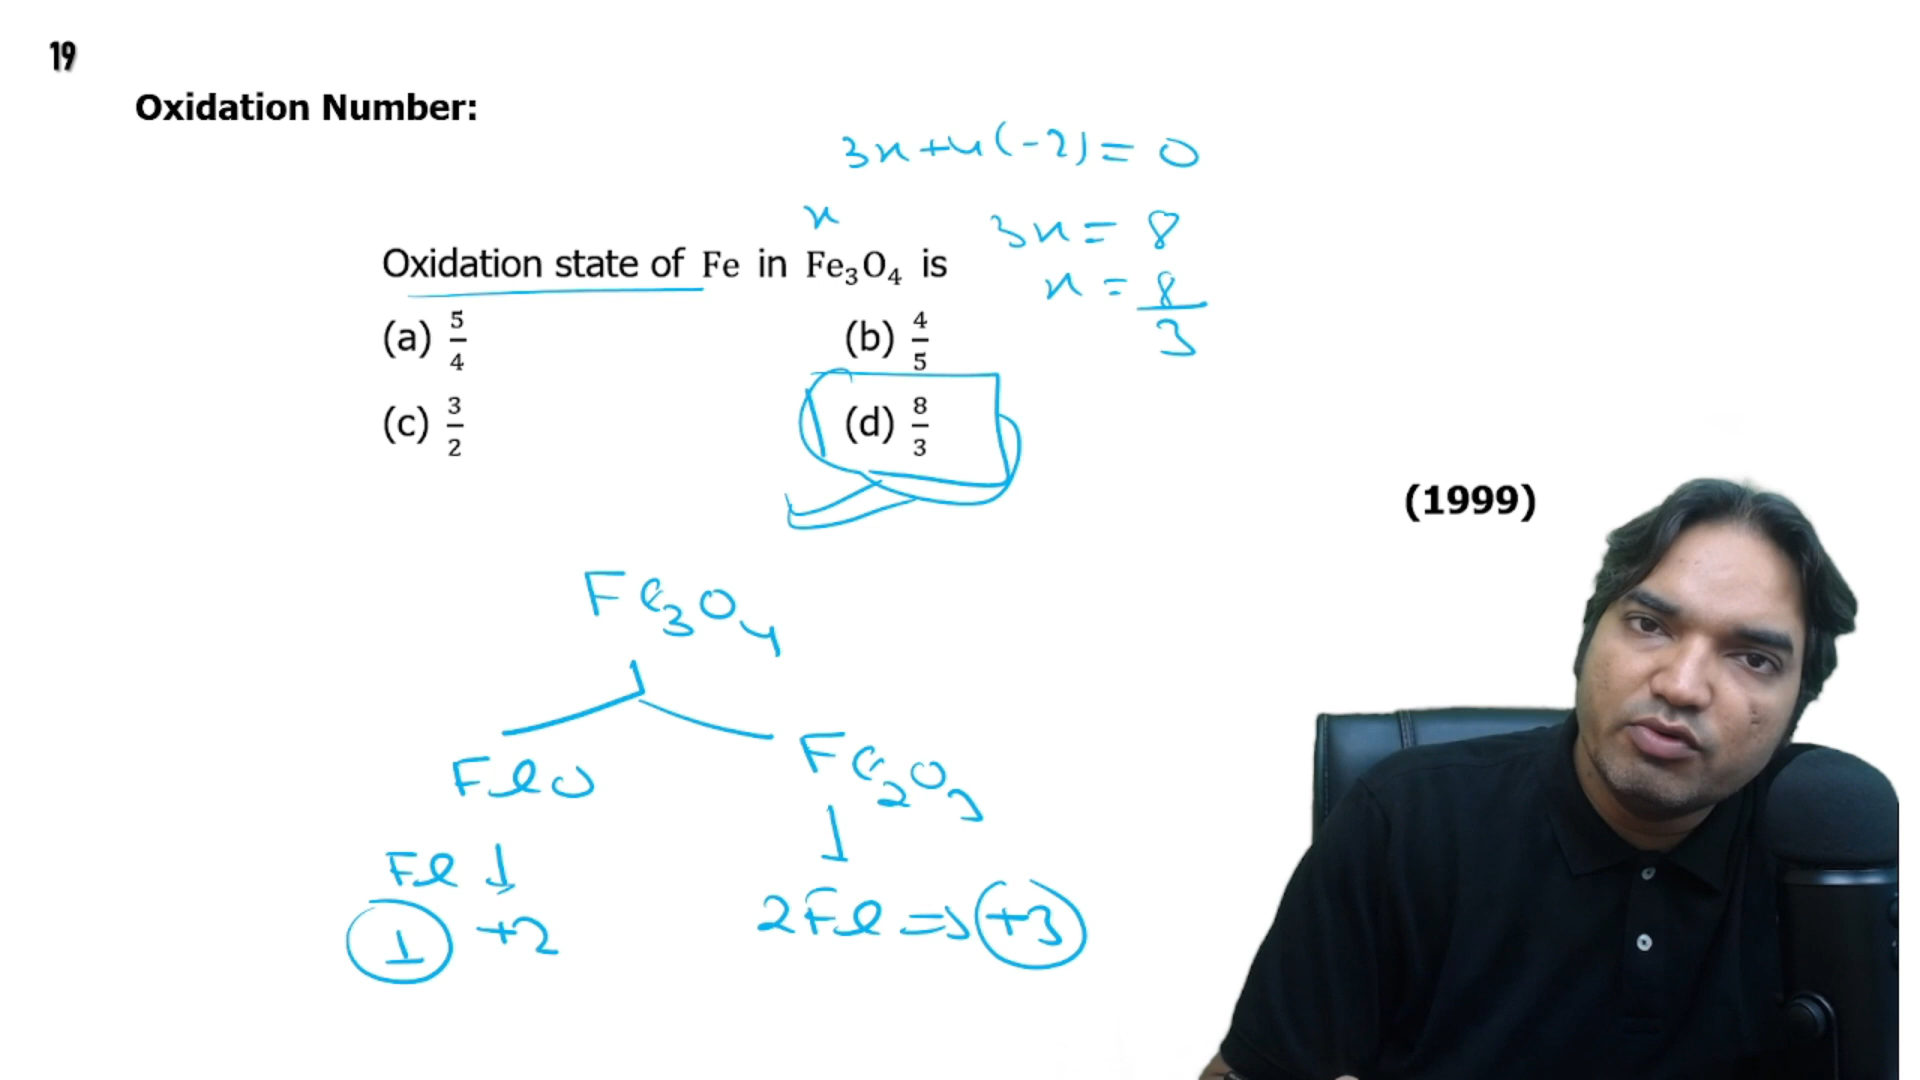 19
Oxidation Number:
3x+4(-2)=0
x
3x= 8
Oxidation state of Fe in Fe₃O₄ is
x = 8/3
(a) 5/4
(b) 4/5
(c) 3/2
(d) 8/3
(1999)
Fe₃O₄
FeO
Fe₂O₃
Fe
1 +2
2Fe ⇒ +3